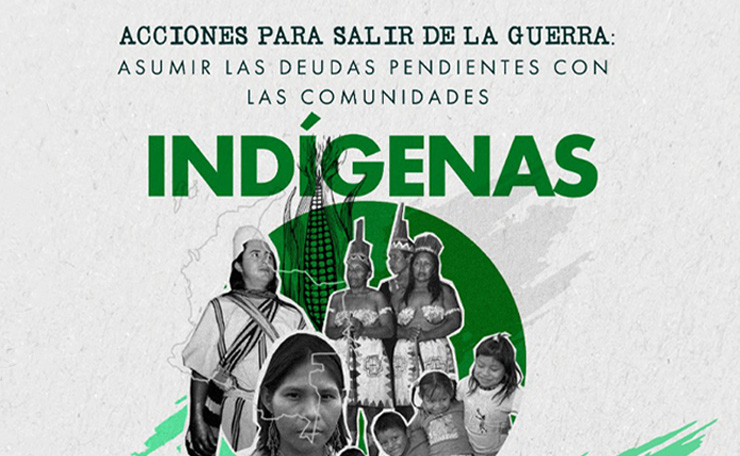 ACCIONES PARA SALIR DE LA GUERRA:
ASUMIR LAS DEUDAS PENDIENTES CON
LAS COMUNIDADES
INDÍGENAS